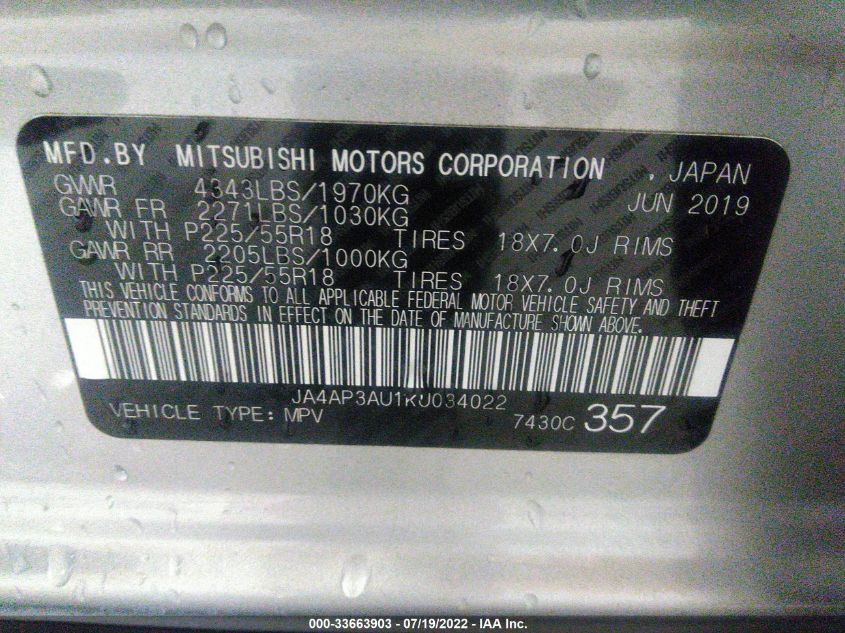 MFD.BY MITSUBISHI MOTORS CORPORATION , JAPAN
GVWR 4343LBS/1970KG JUN 2019
GAWR FR 2271LBS/1030KG
WITH P225/55R18 TIRES 18X7.0J RIMS
GAWR RR 2205LBS/1000KG
WITH P225/55R18 TIRES 18X7.0J RIMS
THIS VEHICLE CONFORMS TO ALL APPLICABLE FEDERAL MOTOR VEHICLE SAFETY AND THEFT
PREVENTION STANDARDS IN EFFECT ON THE DATE OF MANUFACTURE SHOWN ABOVE.
JA4AP3AU1KU034022
VEHICLE TYPE: MPV 7430C 357
000-33663903 - 07/19/2022 - IAA Inc.